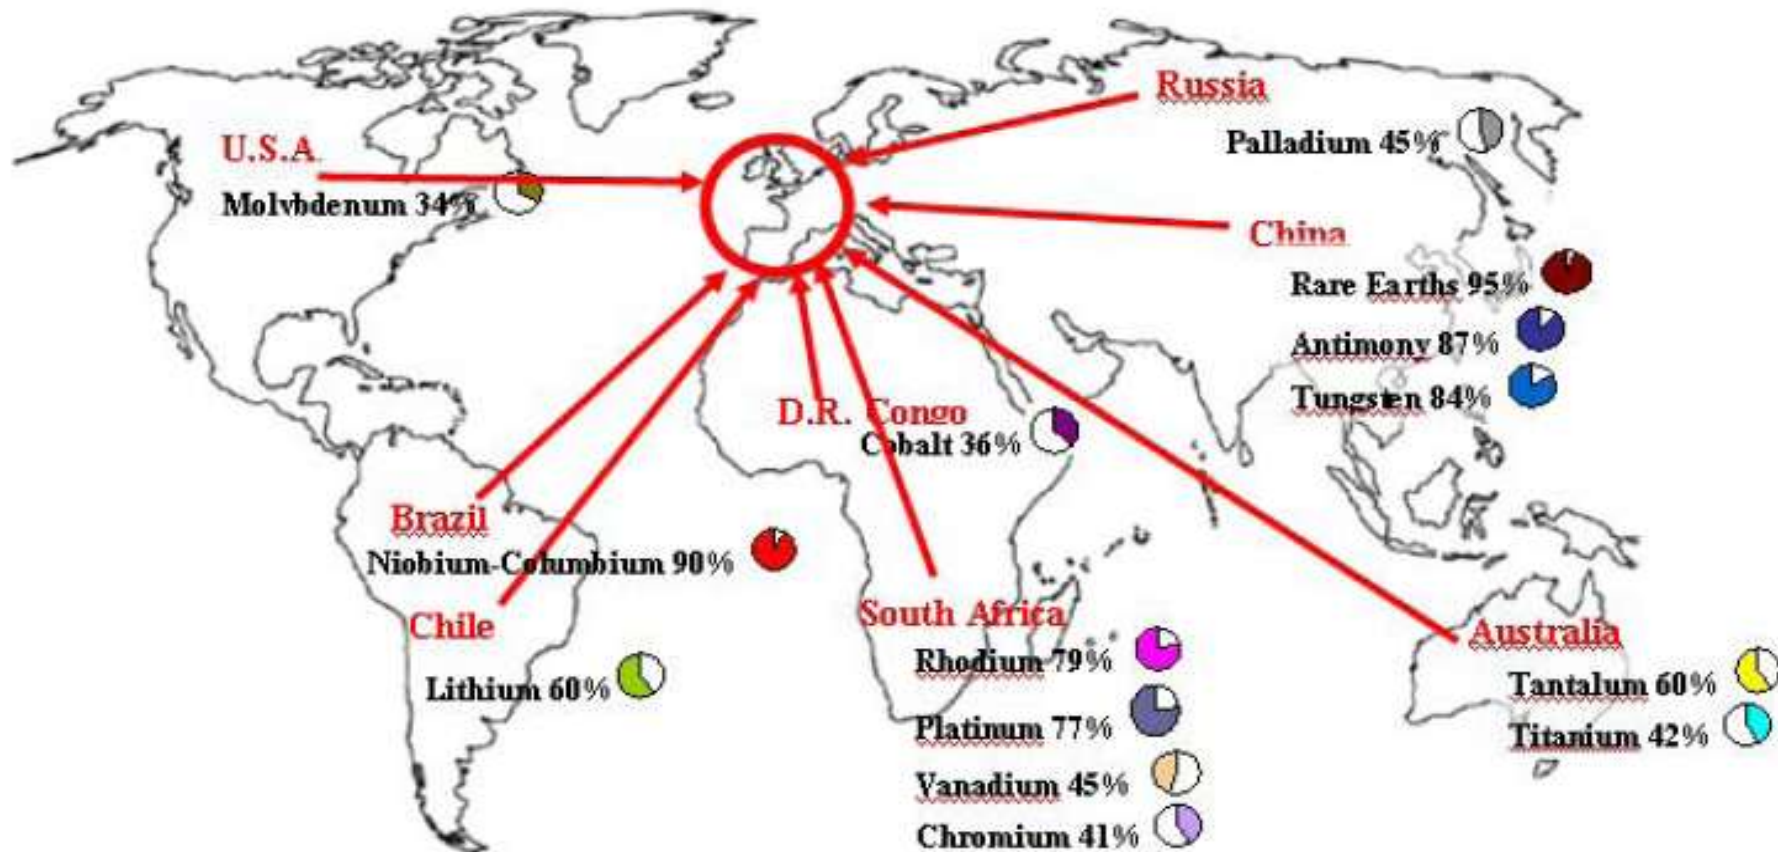 Russia
Palladium 45%
U.S.A.
Molvbdenum 34%
China
Rare Earths 95%
Antimony 87%
Tungsten 84%
D.R. Congo
Cobalt 36%
Brazil
Niobium-Columbium 90%
Chile
Lithium 60%
South Africa
Rhodium 79%
Platinum 77%
Vanadium 45%
Chromium 41%
Australia
Tantalum 60%
Titanium 42%